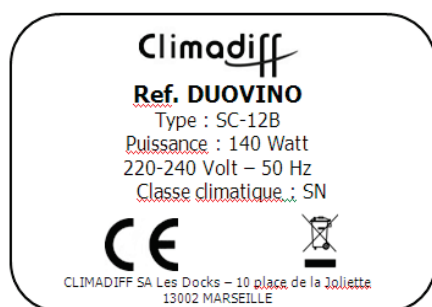 Climadiff
Ref. DUOVINO
Type : SC-12B
Puissance : 140 Watt
220-240 Volt – 50 Hz
Classe climatique : SN
CE
CLIMADIFF SA Les Docks – 10 place de la Joliette
13002 MARSEILLE